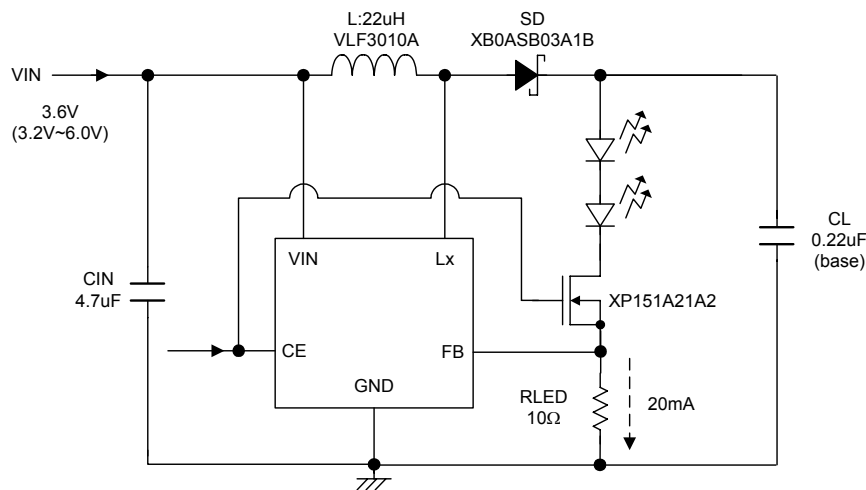 L:22uH
VLF3010A
SD
XB0ASB03A1B
VIN
3.6V
(3.2V~6.0V)
CIN
4.7uF
VIN
Lx
CE
FB
GND
XP151A21A2
CL
0.22uF
(base)
RLED
10Ω
20mA